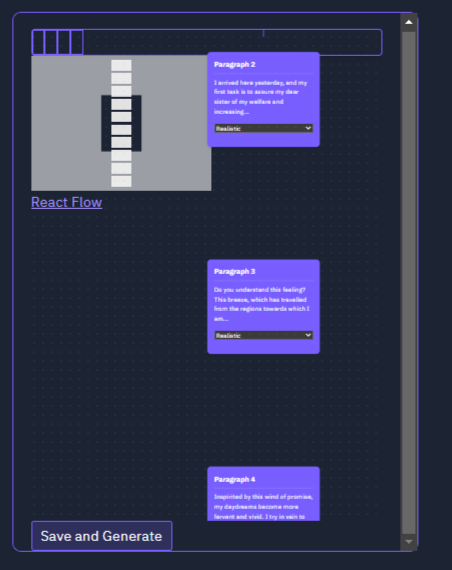 Paragraph 2
I arrived here yesterday, and my
first task is to assure my dear
sister of my welfare and
increasing...
Realistic
React Flow
Paragraph 3
Do you understand this feeling?
This breeze, which has travelled
from the regions towards which I
am...
Realistic
Paragraph 4
Inspirited by this wind of promise,
my daydreams become more
fervent and vivid. I try in vain to
Save and Generate